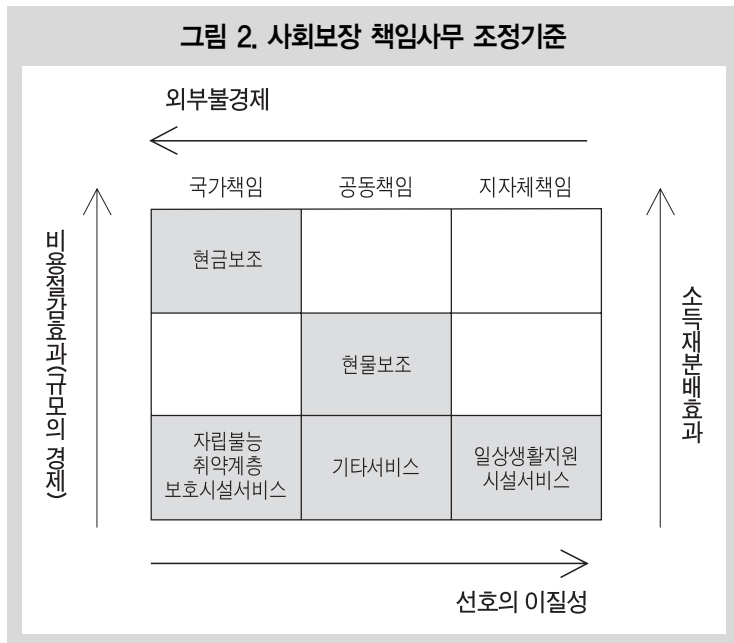 그림 2. 사회보장 책임사무 조정기준
외부불경제
국가책임 공동책임 지자체책임
비용절감효과(규모의 경제)
현금보조
현물보조
자립불능
취약계층
보호시설서비스
기타서비스
일상생활지원
시설서비스
소득재분배효과
선호의 이질성